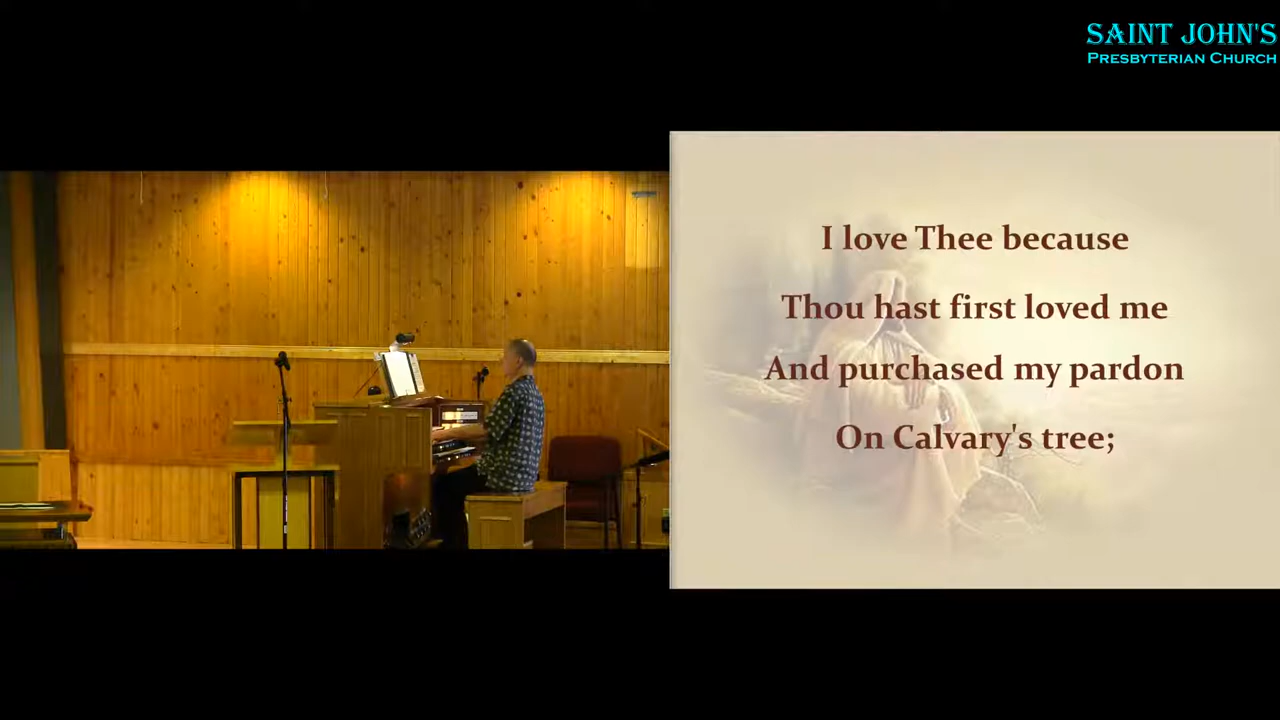 SAINT JOHN'S
PRESBYTERIAN CHURCH
I love Thee because
Thou hast first loved me
And purchased my pardon
On Calvary's tree;